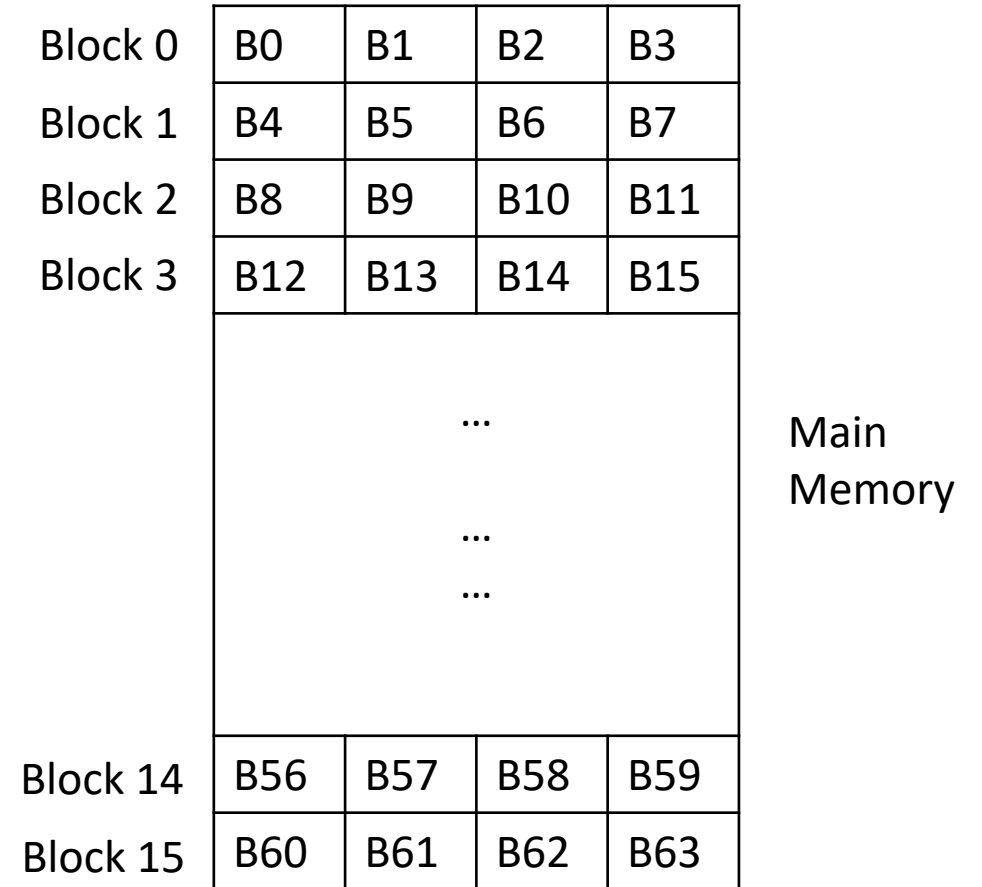 Block 0 B0 B1 B2 B3
Block 1 B4 B5 B6 B7
Block 2 B8 B9 B10 B11
Block 3 B12 B13 B14 B15
...
Main
Memory
...
...
Block 14 B56 B57 B58 B59
Block 15 B60 B61 B62 B63